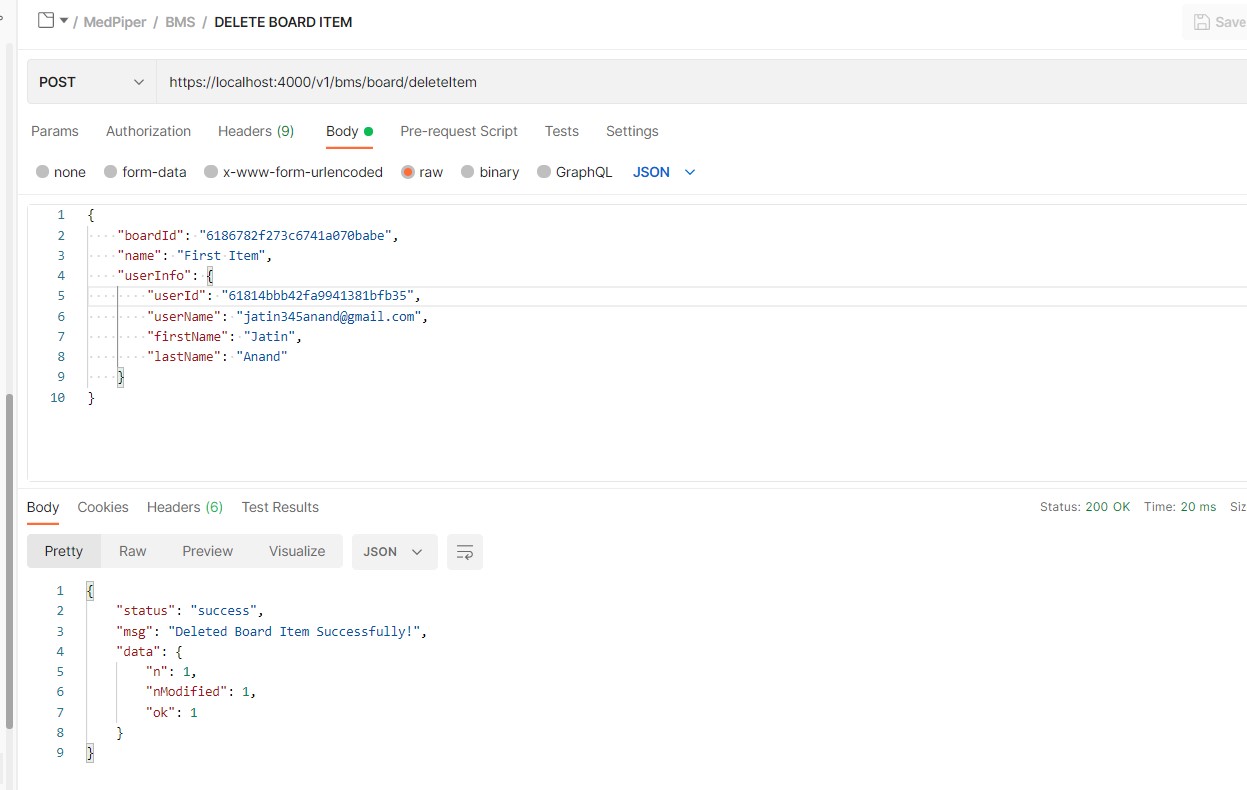 / MedPiper / BMS / DELETE BOARD ITEM
Save
POST https://localhost:4000/v1/bms/board/deleteItem
Params Authorization Headers (9) Body Pre-request Script Tests Settings
none form-data x-www-form-urlencoded raw binary GraphQL JSON
1 {
2 "boardId": "6186782f273c6741a070babe",
3 "name": "First Item",
4 "userInfo": {
5 "userId": "61814bbb42fa9941381bfb35",
6 "userName": "jatin345anand@gmail.com",
7 "firstName": "Jatin",
8 "lastName": "Anand"
9 }
10 }
Body Cookies Headers (6) Test Results Status: 200 OK Time: 20 ms Siz
Pretty Raw Preview Visualize JSON
1 {
2 "status": "success",
3 "msg": "Deleted Board Item Successfully!",
4 "data": {
5 "n": 1,
6 "nModified": 1,
7 "ok": 1
8 }
9 }